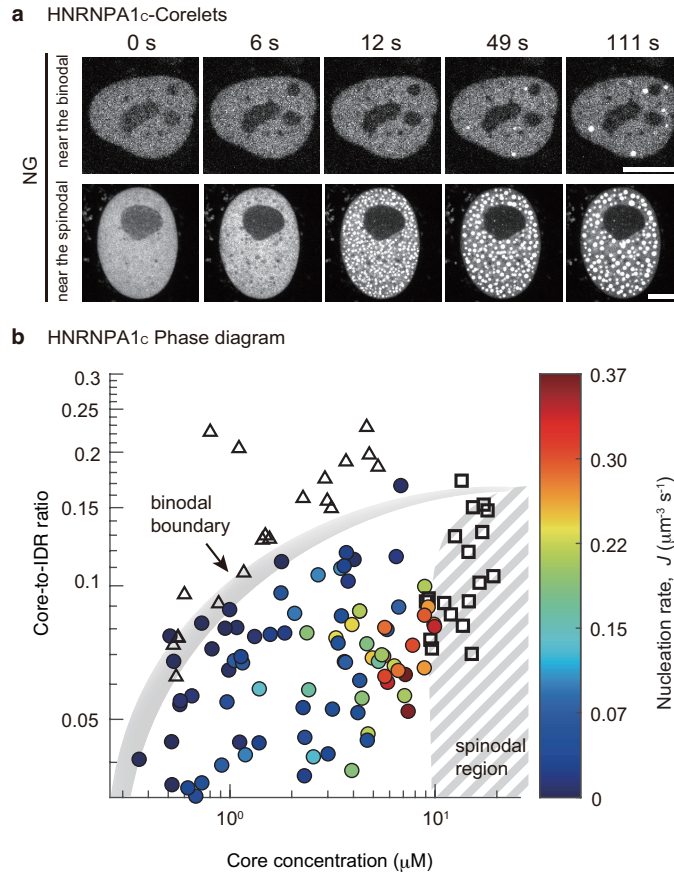 a HNRNPA1c-Corelets
0 s 6 s 12 s 49 s 111 s
NG
near the binodal
near the spinodal
b HNRNPA1c Phase diagram
Core-to-IDR ratio
0.3
0.25
0.2
0.15
0.1
0.05
binodal
boundary
spinodal
region
10⁰ 10¹
Core concentration (μM)
0.37
0.30
0.22
0.15
0.07
0
Nucleation rate, J (μm⁻³ s⁻¹)